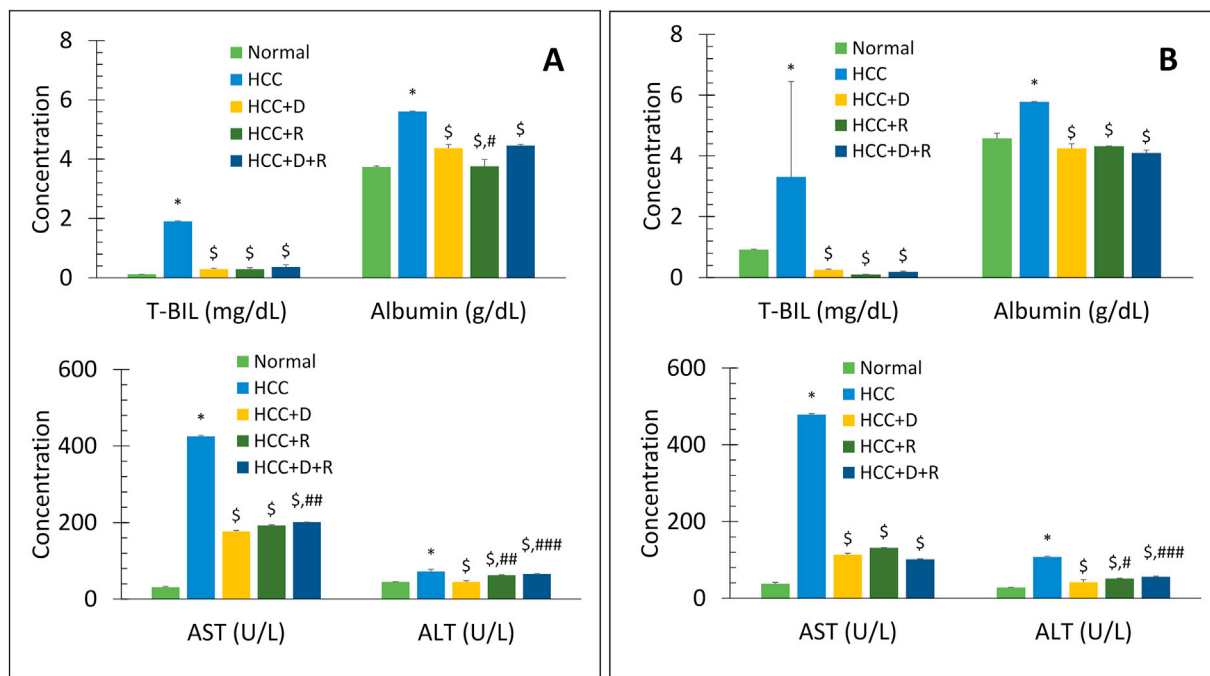 A
8
6
4
2
0
Concentration
Normal
HCC
HCC+D
HCC+R
HCC+D+R
*
$
$
$
*
$
$,#
$
T-BIL (mg/dL)
Albumin (g/dL)
600
400
200
0
Concentration
Normal
HCC
HCC+D
HCC+R
HCC+D+R
*
$
$
$,##
*
$
$,##
$,###
AST (U/L)
ALT (U/L)
B
8
6
4
2
0
Concentration
Normal
HCC
HCC+D
HCC+R
HCC+D+R
*
$
$
$
*
$
$
$
T-BIL (mg/dL)
Albumin (g/dL)
600
400
200
0
Concentration
Normal
HCC
HCC+D
HCC+R
HCC+D+R
*
$
$
$
*
$
$,#
$,###
AST (U/L)
ALT (U/L)